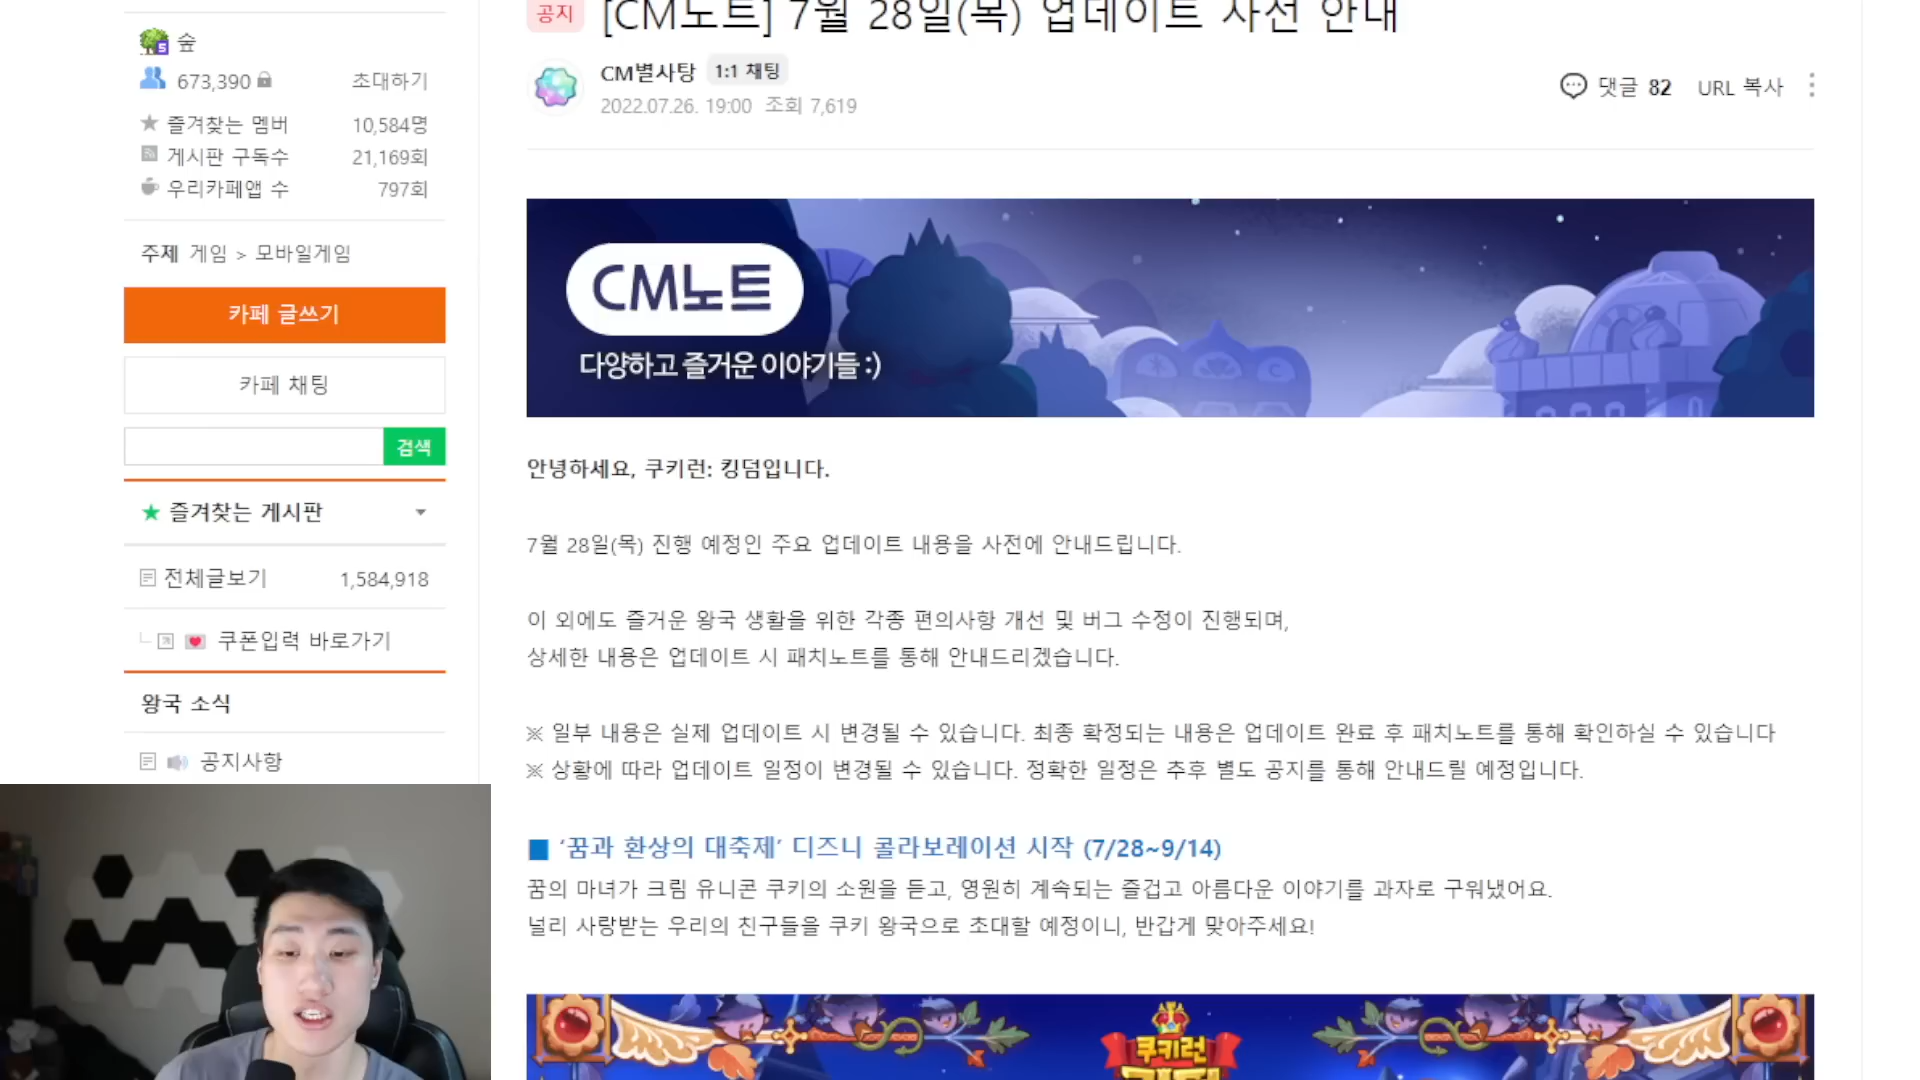 숲
673,390 초대하기
즐겨찾는 멤버 10,584명
게시판 구독수 21,169회
우리카페앱 수 797회
주제 게임 > 모바일게임
카페 글쓰기
카페 채팅
검색
즐겨찾는 게시판
전체글보기 1,584,918
쿠폰입력 바로가기
왕국 소식
공지사항
공지 [CM노트] 7월 28일(목) 업데이트 사전 안내
CM별사탕 1:1 채팅
2022.07.26. 19:00 조회 7,619
댓글 82 URL 복사
CM노트
다양하고 즐거운 이야기들 :)
안녕하세요, 쿠키런: 킹덤입니다.
7월 28일(목) 진행 예정인 주요 업데이트 내용을 사전에 안내드립니다.
이 외에도 즐거운 왕국 생활을 위한 각종 편의사항 개선 및 버그 수정이 진행되며,
상세한 내용은 업데이트 시 패치노트를 통해 안내드리겠습니다.
※ 일부 내용은 실제 업데이트 시 변경될 수 있습니다. 최종 확정되는 내용은 업데이트 완료 후 패치노트를 통해 확인하실 수 있습니다
※ 상황에 따라 업데이트 일정이 변경될 수 있습니다. 정확한 일정은 추후 별도 공지를 통해 안내드릴 예정입니다.
■ ‘꿈과 환상의 대축제’ 디즈니 콜라보레이션 시작 (7/28~9/14)
꿈의 마녀가 크림 유니콘 쿠키의 소원을 듣고, 영원히 계속되는 즐겁고 아름다운 이야기를 과자로 구워냈어요.
널리 사랑받는 우리의 친구들을 쿠키 왕국으로 초대할 예정이니, 반갑게 맞아주세요!
쿠키런